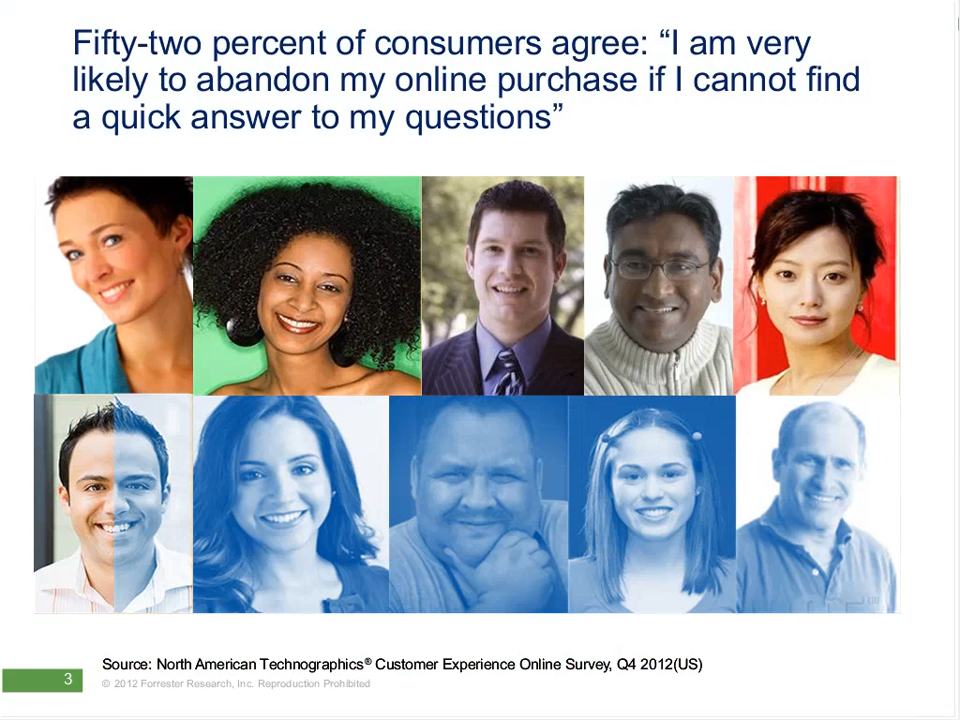 Fifty-two percent of consumers agree: “I am very
likely to abandon my online purchase if I cannot find
a quick answer to my questions”
Source: North American Technographics® Customer Experience Online Survey, Q4 2012(US)
3
© 2012 Forrester Research, Inc. Reproduction Prohibited